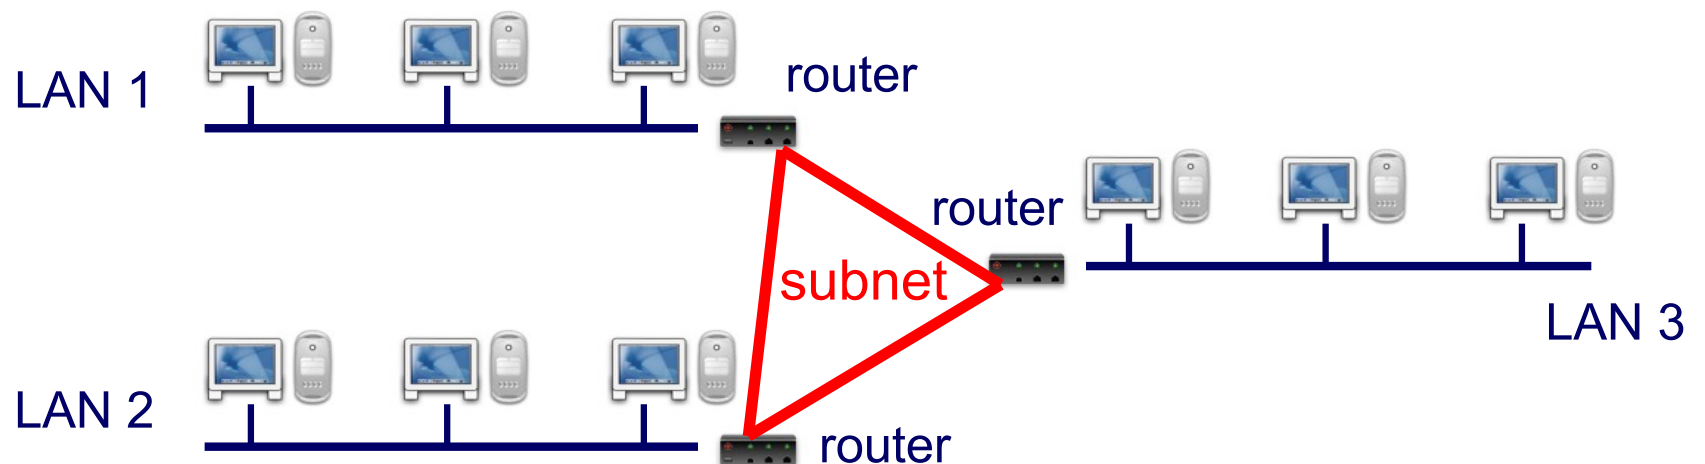 LAN 1
router
router
subnet
LAN 3
LAN 2
router